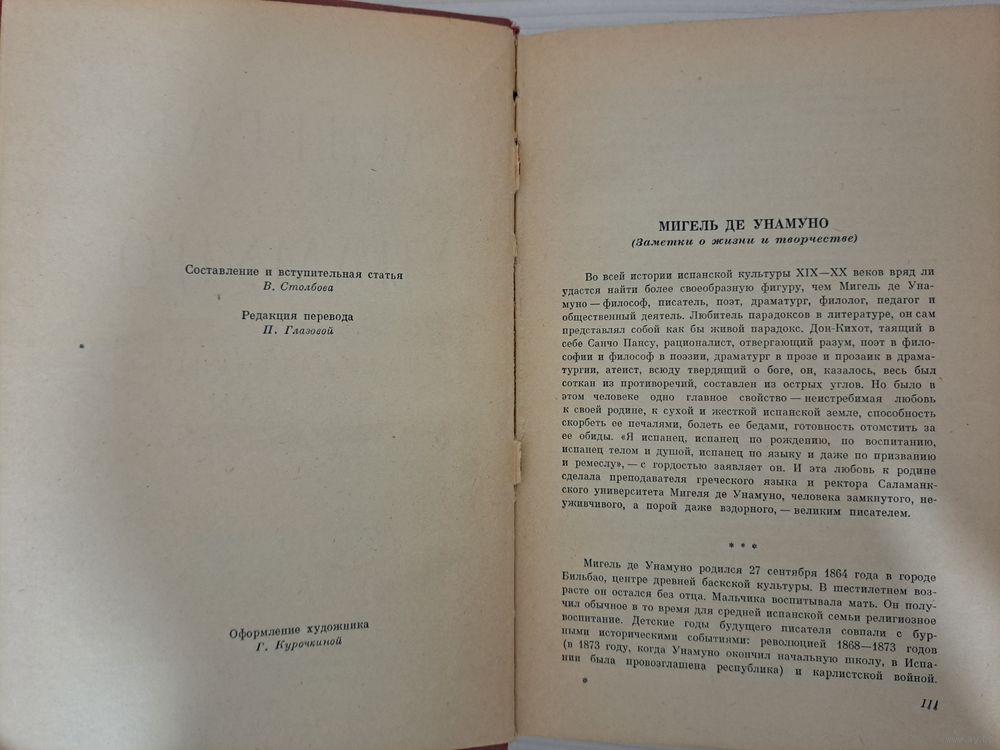 Составление и вступительная статья
В. Столбова
Редакция перевода
П. Глазовой
Оформление художника
Г. Курочкиной
МИГЕЛЬ ДЕ УНАМУНО
(Заметки о жизни и творчестве)
Во всей истории испанской культуры XIX—XX веков вряд ли
удастся найти более своеобразную фигуру, чем Мигель де Уна-
муно — философ, писатель, поэт, драматург, филолог, педагог и
общественный деятель. Любитель парадоксов в литературе, он сам
представлял собой как бы живой парадокс. Дон-Кихот, таящий в
себе Санчо Пансу, рационалист, отвергающий разум, поэт в фило-
софии и философ в поэзии, драматург в прозе и прозаик в драма-
тургии, атеист, всюду твердящий о боге, он, казалось, весь был
соткан из противоречий, составлен из острых углов. Но было в
этом человеке одно главное свойство — неистребимая любовь
к своей родине, к сухой и жесткой испанской земле, способность
скорбеть ее печалями, болеть ее бедами, готовность отомстить за
ее обиды. «Я испанец, испанец по рождению, по воспитанию,
испанец телом и душой, испанец по языку и даже по призванию
и ремеслу», — с гордостью заявляет он. И эта любовь к родине
сделала преподавателя греческого языка и ректора Саламанк-
ского университета Мигеля де Унамуно, человека замкнутого, не-
уживчивого, а порой даже вздорного, — великим писателем.
* * *
Мигель де Унамуно родился 27 сентября 1864 года в городе
Бильбао, центре древней баскской культуры. В шестилетнем воз-
расте он остался без отца. Мальчика воспитывала мать. Он полу-
чил обычное в то время для средней испанской семьи религиозное
воспитание. Детские годы будущего писателя совпали с бур-
ными историческими событиями: революцией 1868—1873 годов
(в 1873 году, когда Унамуно окончил начальную школу, в Испа-
нии была провозглашена республика) и карлистской войной.
III